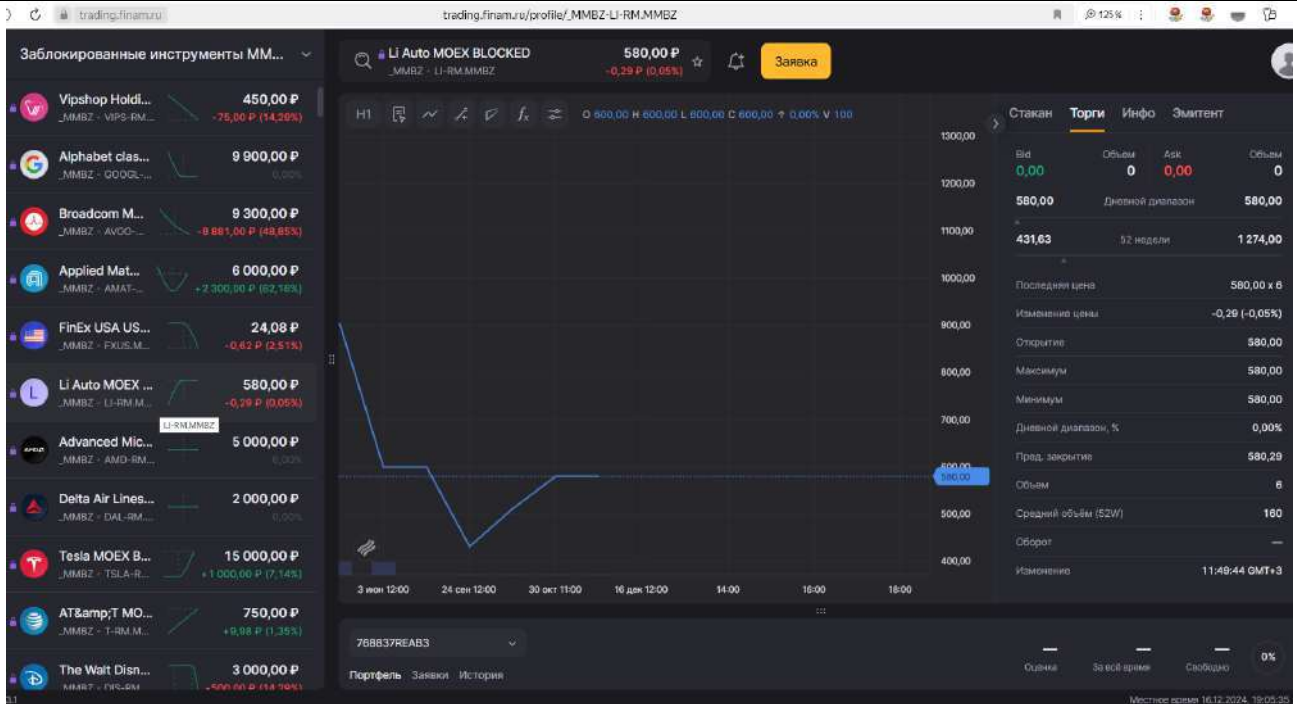 trading.finam.ru
trading.finam.ru/profile/_MMBZ-LI-RM.MMBZ
125 %
Заблокированные инструменты ММ...
Li Auto MOEX BLOCKED
_MMBZ · LI-RM.MMBZ
580,00 ₽
-0,29 ₽ (0,05%)
Заявка
Vipshop Holdi...
_MMBZ · VIPS-RM...
450,00 ₽
-75,00 ₽ (14,29%)
Alphabet clas...
_MMBZ · GOOGL-...
9 900,00 ₽
0,00%
Broadcom M...
_MMBZ · AVGO-...
9 300,00 ₽
-8 881,00 ₽ (48,85%)
Applied Mat...
_MMBZ · AMAT-...
6 000,00 ₽
+2 300,00 ₽ (62,16%)
FinEx USA US...
_MMBZ · FXUS.M...
24,08 ₽
-0,62 ₽ (2,51%)
Li Auto MOEX ...
_MMBZ · LI-RM.M...
580,00 ₽
-0,29 ₽ (0,05%)
LI-RM.MMBZ
Advanced Mic...
_MMBZ · AMD-RM...
5 000,00 ₽
0,00%
Delta Air Lines...
_MMBZ · DAL-RM....
2 000,00 ₽
0,00%
Tesla MOEX B...
_MMBZ · TSLA-R...
15 000,00 ₽
+1 000,00 ₽ (7,14%)
AT&amp;T MO...
_MMBZ · T-RM.M...
750,00 ₽
+9,98 ₽ (1,35%)
The Walt Disn...
_MMBZ · DIS-RM
3 000,00 ₽
-500,00 ₽ (14,29%)
H1
fx
O 600,00 H 600,00 L 600,00 C 600,00 ↑ 0,00% V 100
1300,00
1200,00
1100,00
1000,00
900,00
800,00
700,00
600,00
580,00
500,00
400,00
3 июн 12:00 24 сен 12:00 30 окт 11:00 16 дек 12:00 14:00 16:00 18:00
Стакан Торги Инфо Эмитент
Bid Объем Ask Объем
0,00 0 0,00 0
580,00 Дневной диапазон 580,00
431,63 52 недели 1 274,00
Последняя цена 580,00 x 6
Изменение цены -0,29 (-0,05%)
Открытие 580,00
Максимум 580,00
Минимум 580,00
Дневной диапазон, % 0,00%
Пред. закрытие 580,29
Объем 6
Средний объём (52W) 160
Оборот —
Изменение 11:49:44 GMT+3
768837REAB3
Портфель Заявки История
— — —
Оценка За всё время Свободно
0%
Местное время 16.12.2024, 19:05:35